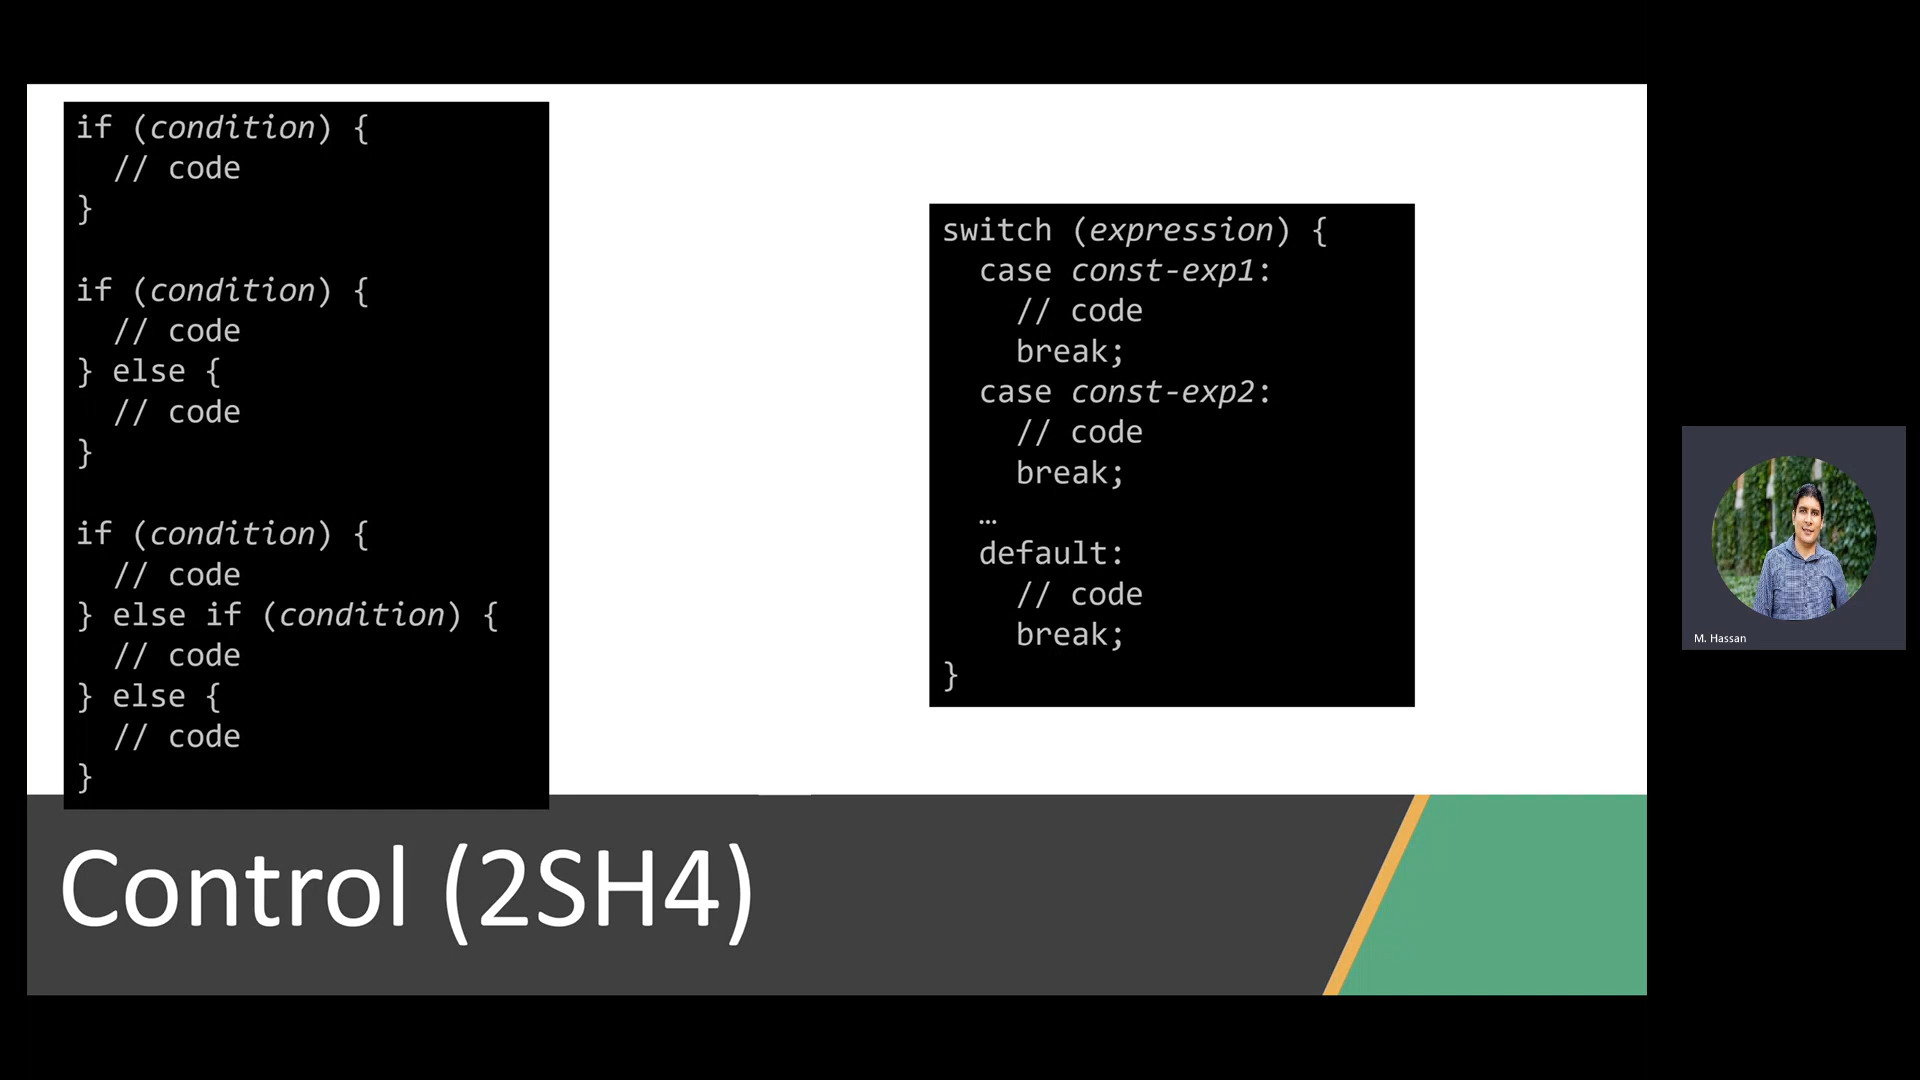 if (condition) {
  // code
}
if (condition) {
  // code
} else {
  // code
}
if (condition) {
  // code
} else if (condition) {
  // code
} else {
  // code
}
switch (expression) {
  case const-exp1:
    // code
    break;
  case const-exp2:
    // code
    break;
  …
  default:
    // code
    break;
}
Control (2SH4)
M. Hassan